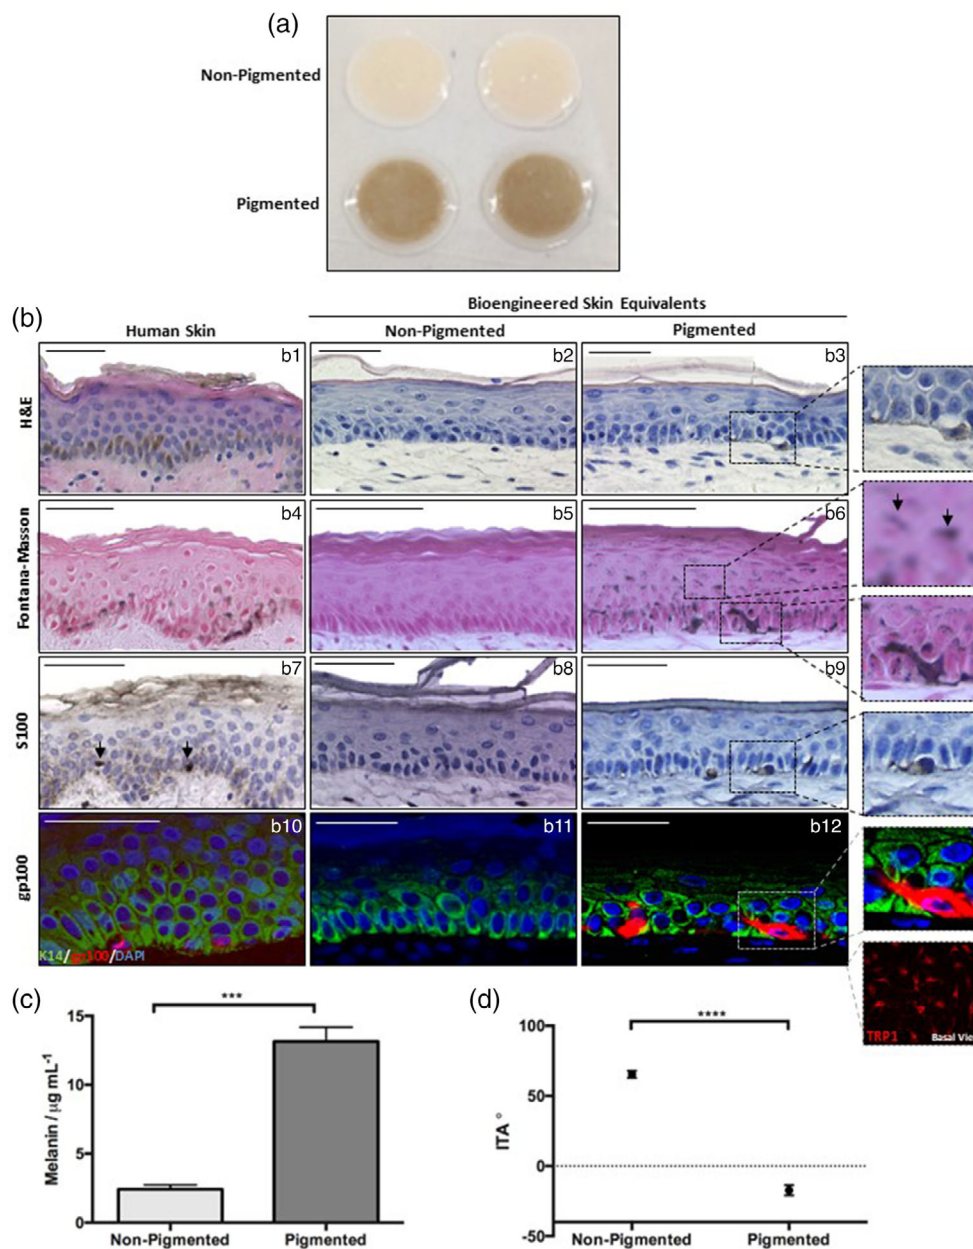 (a)
Non-Pigmented
Pigmented
(b)
Bioengineered Skin Equivalents
Human Skin
Non-Pigmented
Pigmented
H&E
b1
b2
b3
Fontana-Masson
b4
b5
b6
S100
b7
b8
b9
gp100
b10
b11
b12
K14/gp100/DAPI
TRP1
Basal View
(c)
***
Melanin / µg mL-1
15
10
5
0
Non-Pigmented
Pigmented
(d)
****
ITA °
100
50
0
-50
Non-Pigmented
Pigmented